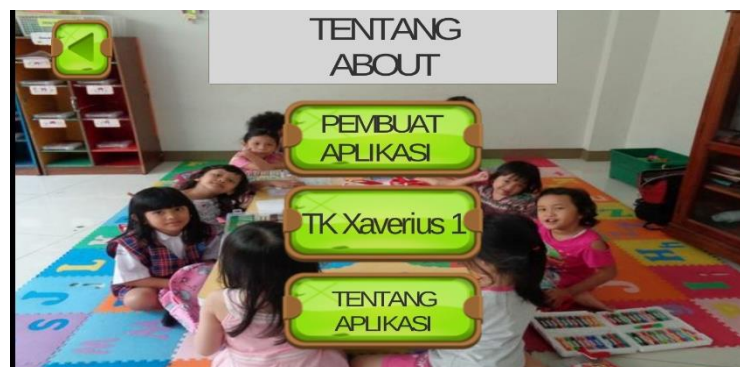 TENTANG
ABOUT
PEMBUAT
APLIKASI
TK Xaverius 1
TENTANG
APLIKASI